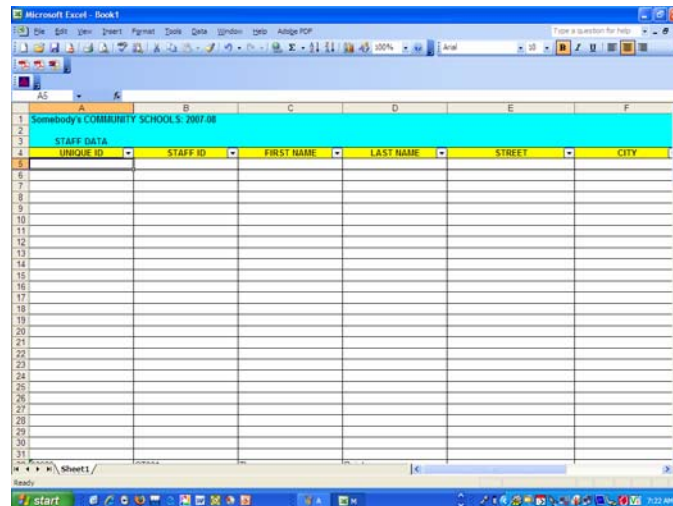 Microsoft Excel - Book1
File Edit View Insert Format Tools Data Window Help Adobe PDF Type a question for help
100% Arial 10 B I U
A5 fx
A B C D E F
1 Somebody's COMMUNITY SCHOOLS: 2007-08
2
3 STAFF DATA
4 UNIQUE ID STAFF ID FIRST NAME LAST NAME STREET CITY
5
6
7
8
9
10
11
12
13
14
15
16
17
18
19
20
21
22
23
24
25
26
27
28
29
30
31
Sheet1
Ready
start 7:22 AM